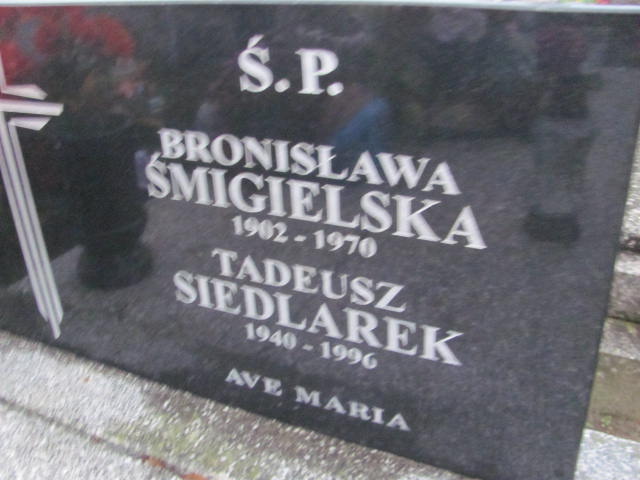 Ś.P.
BRONISŁAWA
ŚMIGIELSKA
1902 - 1970
TADEUSZ
SIEDLAREK
1940 - 1996
AVE MARIA